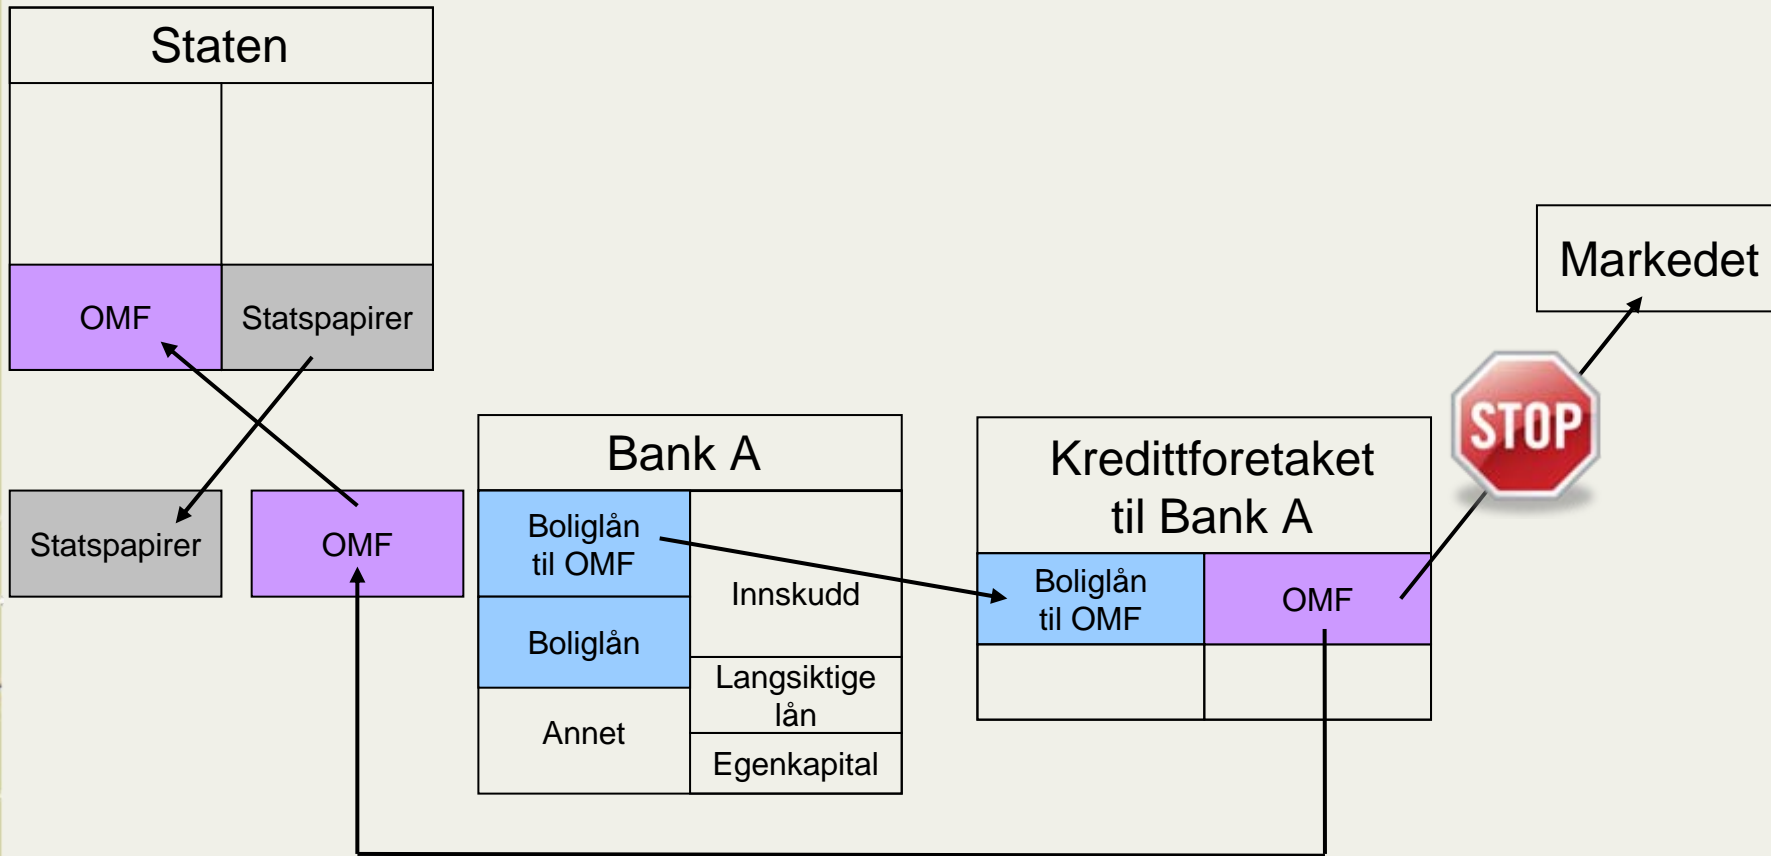 Staten
OMF
Statspapirer
Markedet
STOP
Statspapirer
OMF
Bank A
Boliglån
til OMF
Boliglån
Annet
Innskudd
Langsiktige
lån
Egenkapital
Kredittforetaket
til Bank A
Boliglån
til OMF
OMF